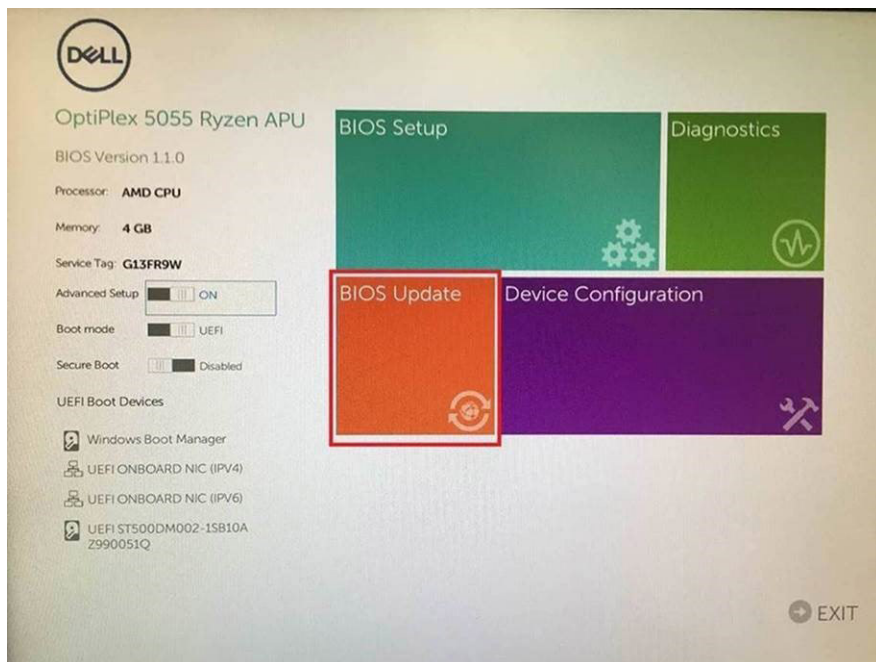 DELL
OptiPlex 5055 Ryzen APU
BIOS Version 1.1.0
Processor: AMD CPU
Memory: 4 GB
Service Tag: G13FR9W
Advanced Setup ON
Boot mode UEFI
Secure Boot Disabled
UEFI Boot Devices
Windows Boot Manager
UEFI ONBOARD NIC (IPV4)
UEFI ONBOARD NIC (IPV6)
UEFI ST500DM002-1SB10A
Z990051Q
BIOS Setup
Diagnostics
BIOS Update
Device Configuration
EXIT